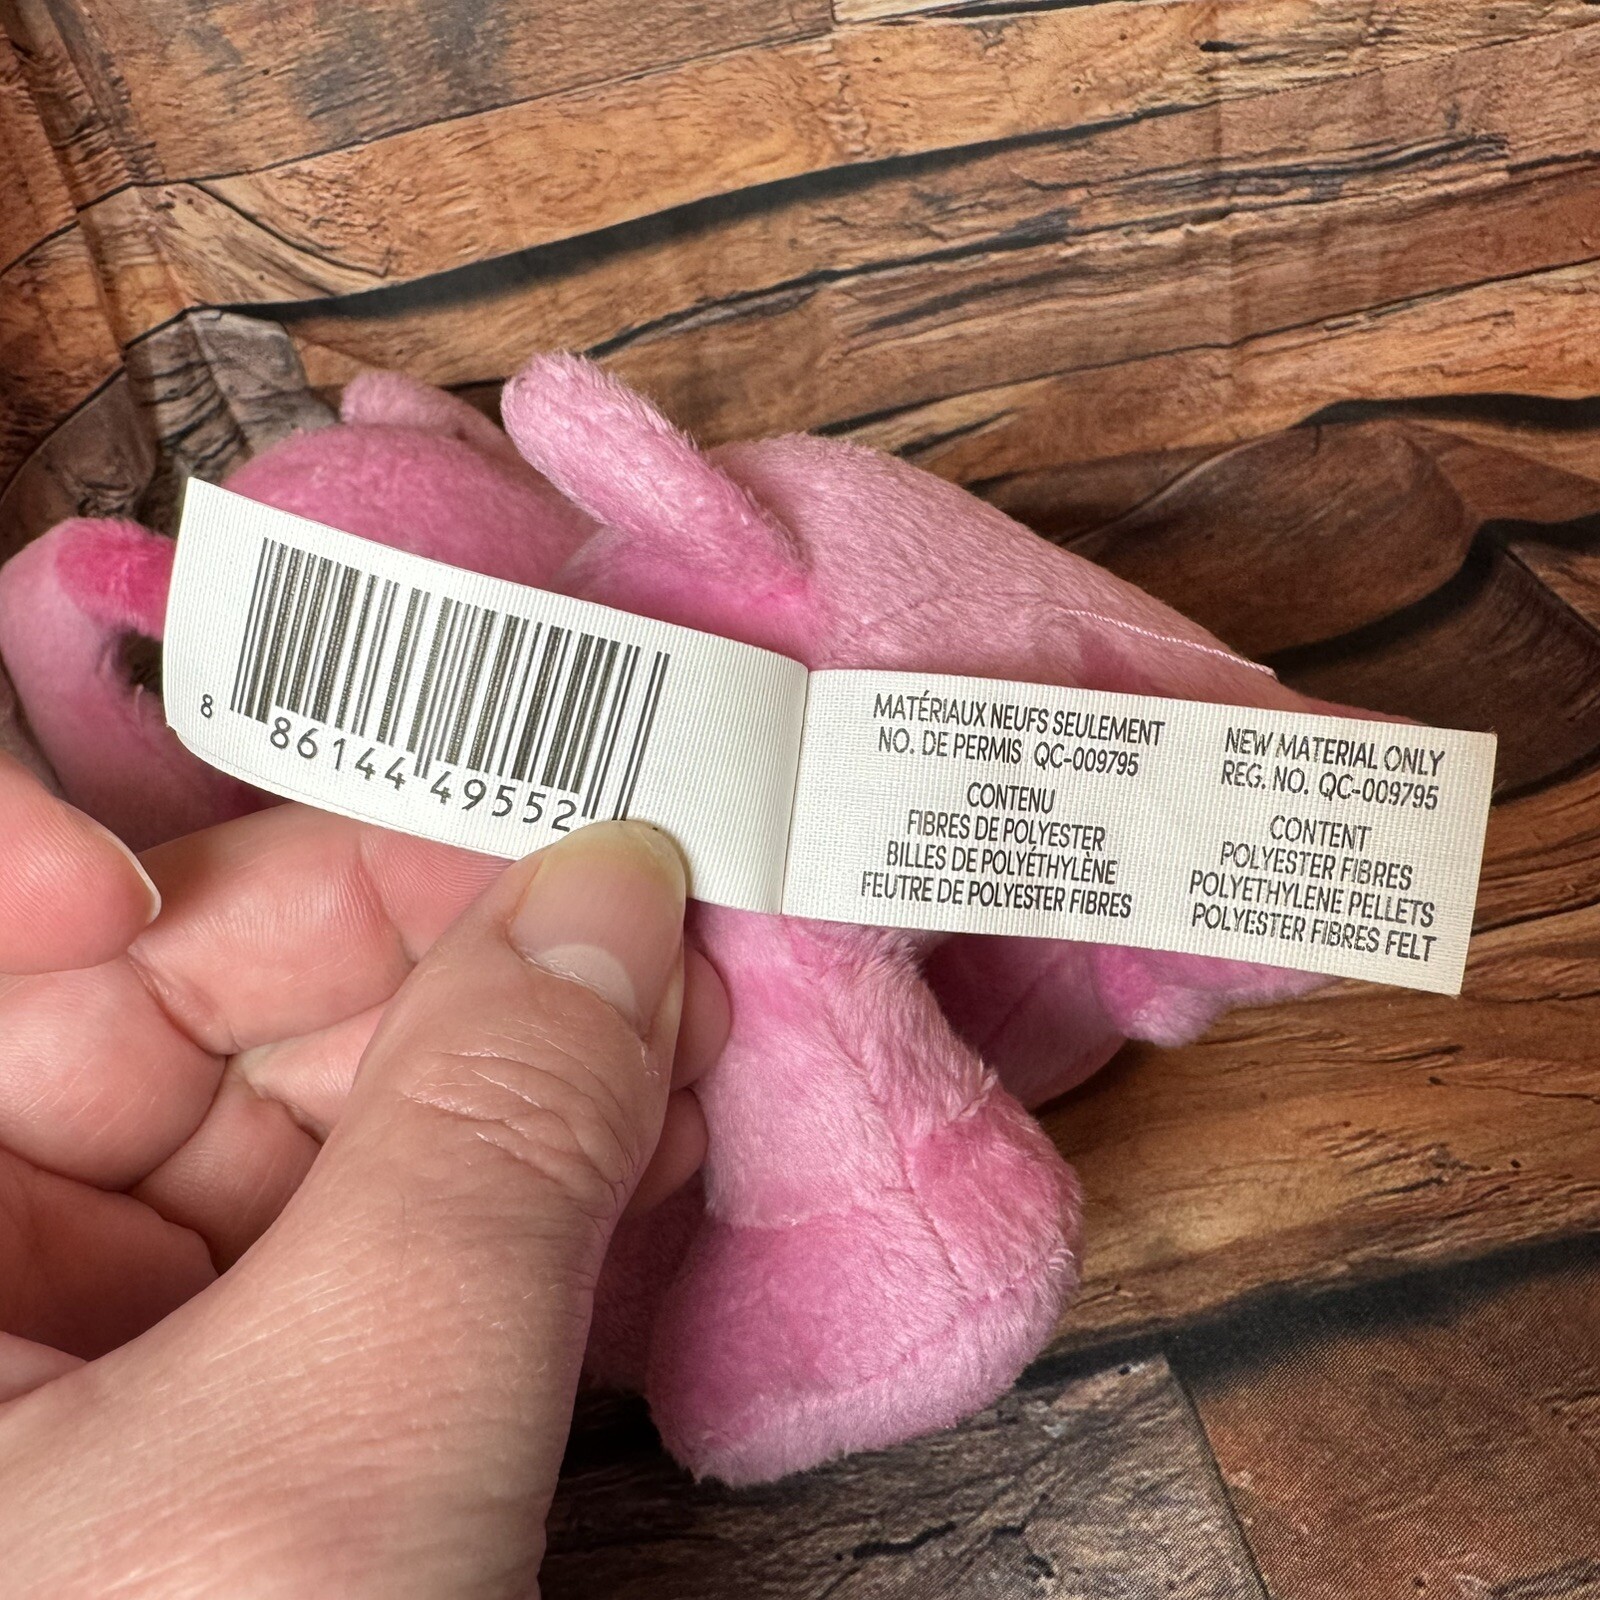 8 86144 49552
MATÉRIAUX NEUFS SEULEMENT
NO. DE PERMIS QC-009795
CONTENU
FIBRES DE POLYESTER
BILLES DE POLYÉTHYLÈNE
FEUTRE DE POLYESTER FIBRES
NEW MATERIAL ONLY
REG. NO. QC-009795
CONTENT
POLYESTER FIBRES
POLYETHYLENE PELLETS
POLYESTER FIBRES FELT